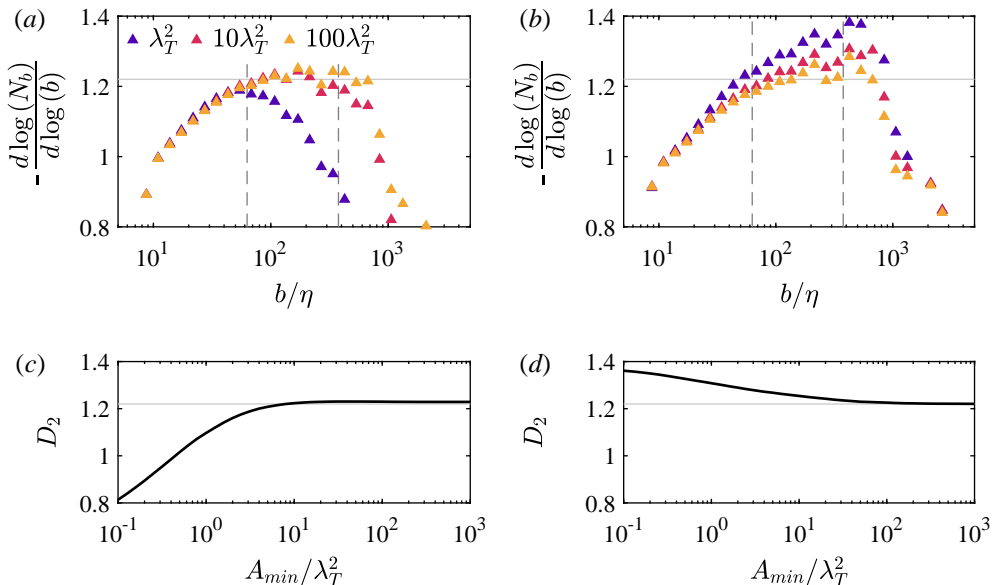 (a)
1.4
1.2
1
0.8
- d log (N_b) / d log (b)
λ_T^2 10λ_T^2 100λ_T^2
10^1 10^2 10^3
b/η
(b)
1.4
1.2
1
0.8
- d log (N_b) / d log (b)
10^1 10^2 10^3
b/η
(c)
1.4
1.2
1
0.8
D_2
10^-1 10^0 10^1 10^2 10^3
A_min/λ_T^2
(d)
1.4
1.2
1
0.8
D_2
10^-1 10^0 10^1 10^2 10^3
A_min/λ_T^2